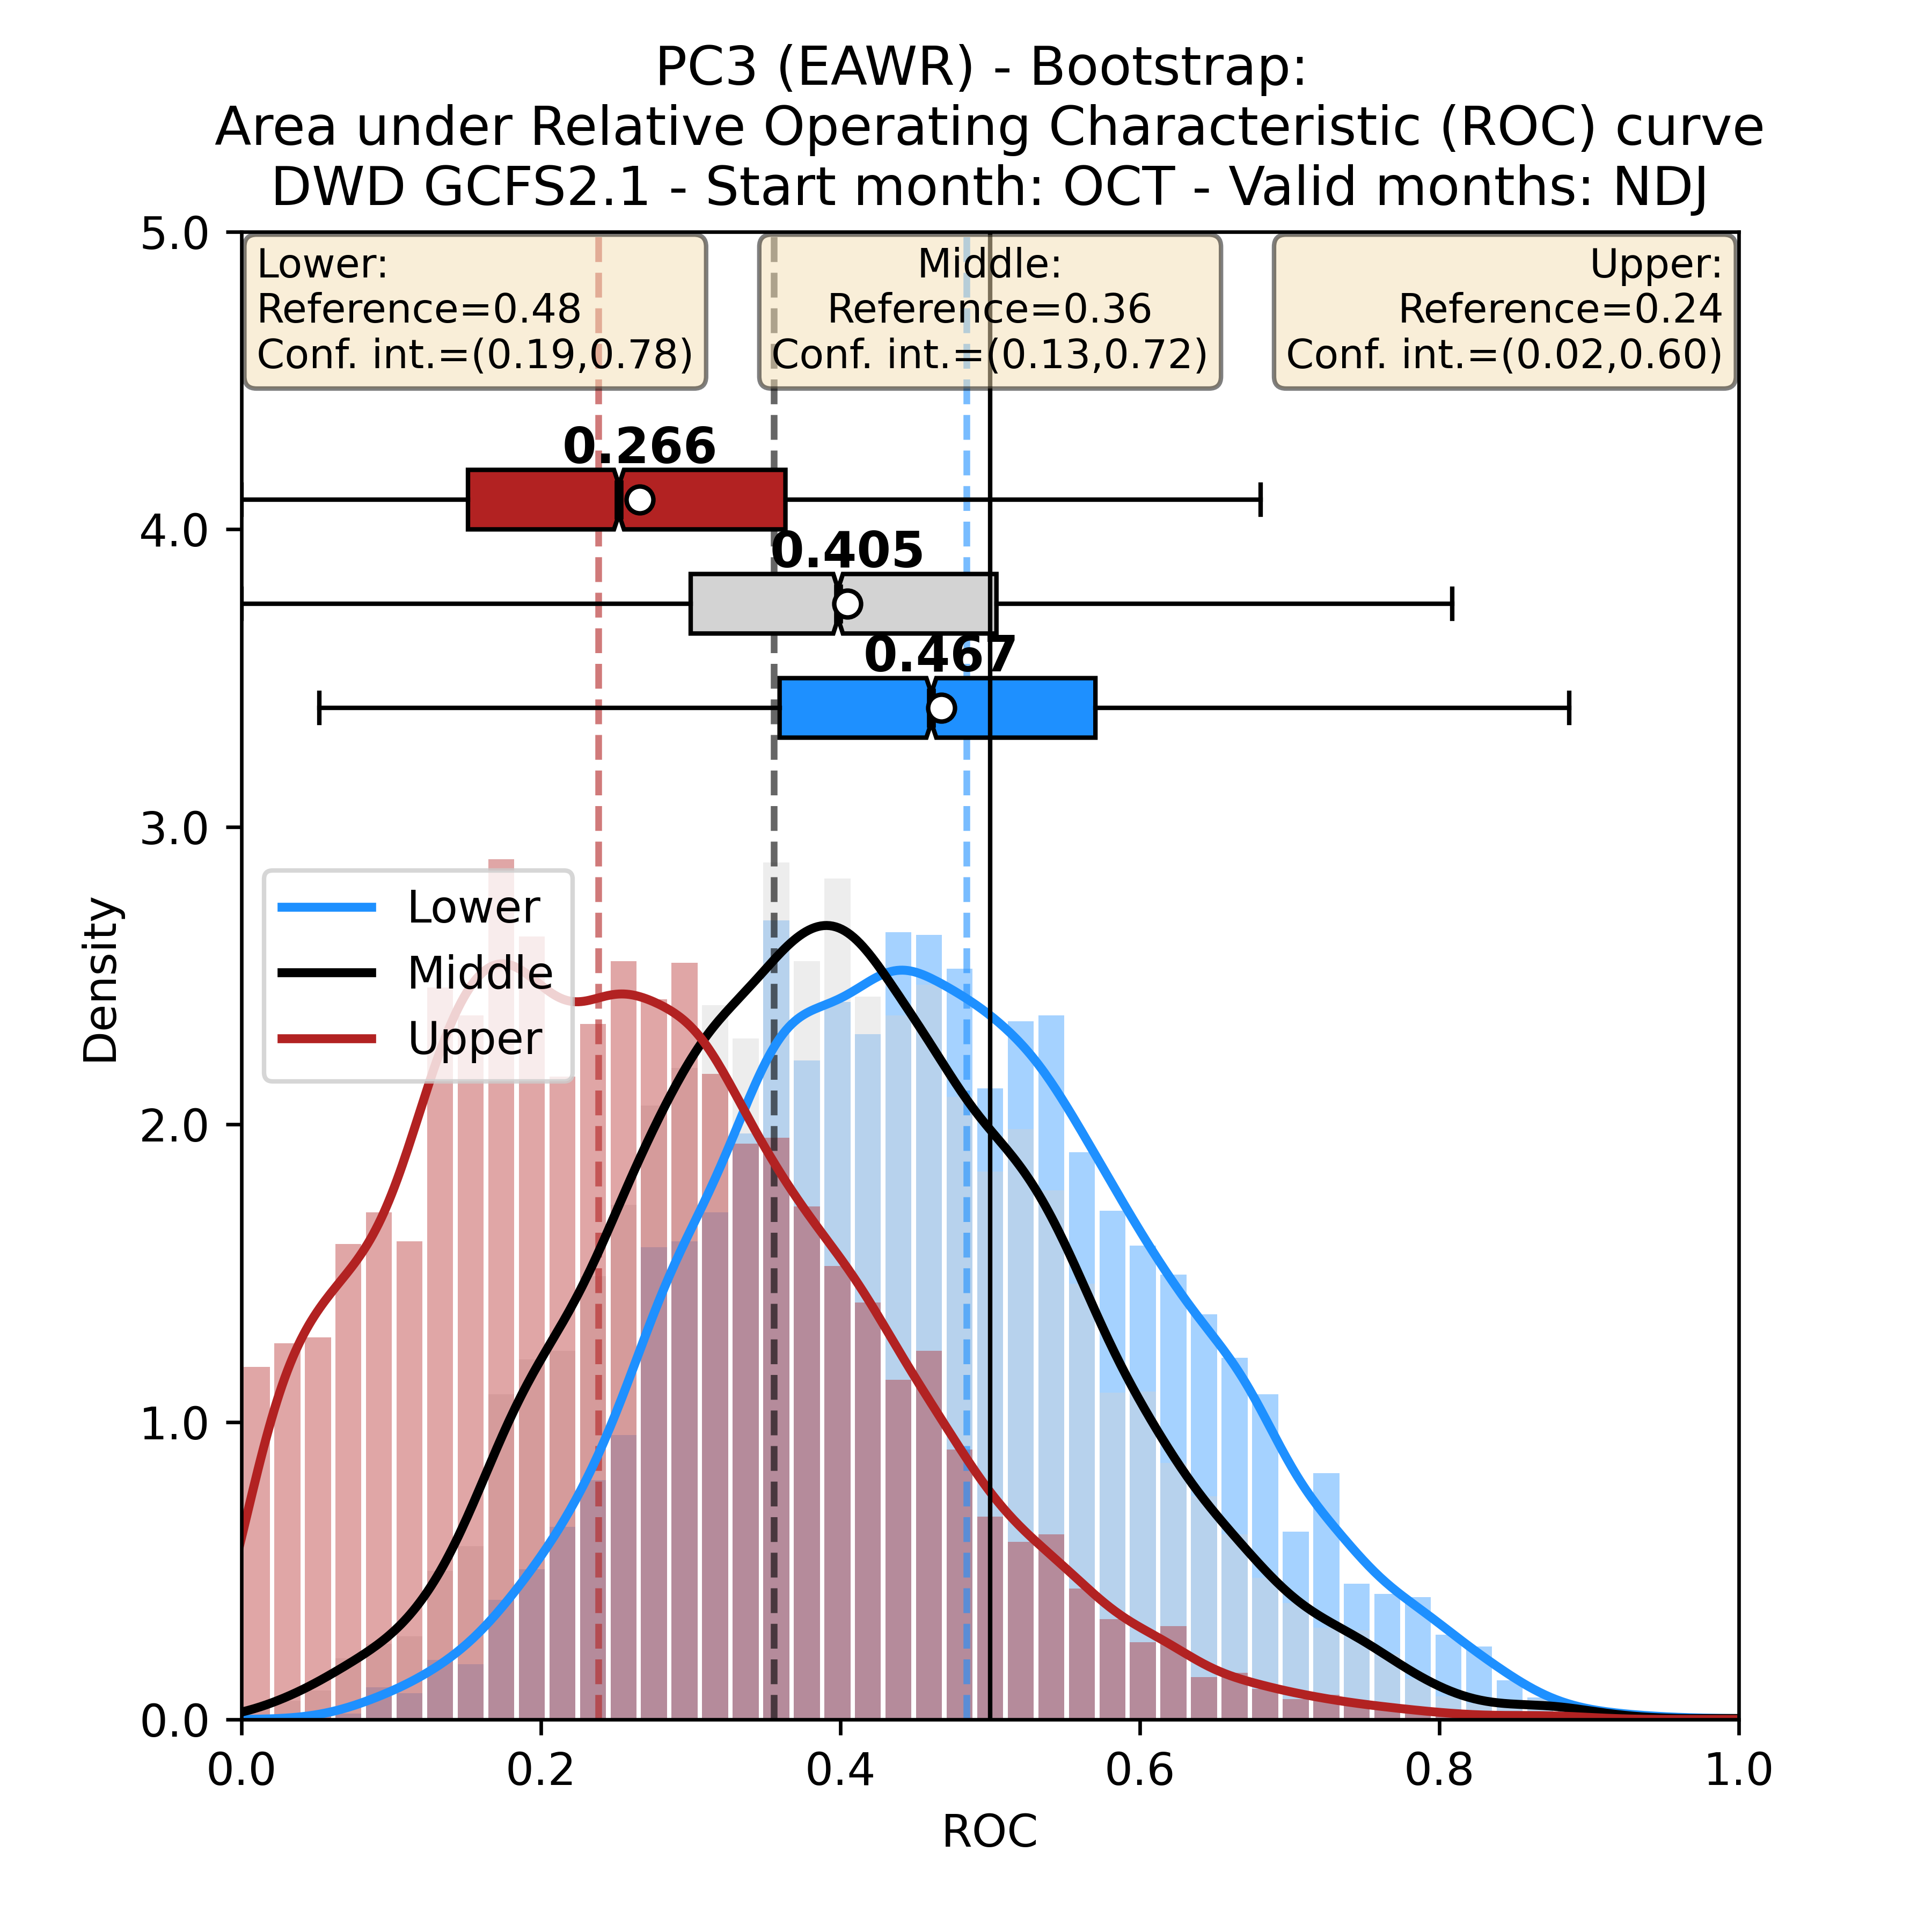 PC3 (EAWR) - Bootstrap:
Area under Relative Operating Characteristic (ROC) curve
DWD GCFS2.1 - Start month: OCT - Valid months: NDJ
Lower:
Reference=0.48
Conf. int.=(0.19,0.78)
Middle:
Reference=0.36
Conf. int.=(0.13,0.72)
Upper:
Reference=0.24
Conf. int.=(0.02,0.60)
0.266
0.405
0.467
Lower
Middle
Upper
Density
5.0
4.0
3.0
2.0
1.0
0.0
0.0 0.2 0.4 0.6 0.8 1.0
ROC